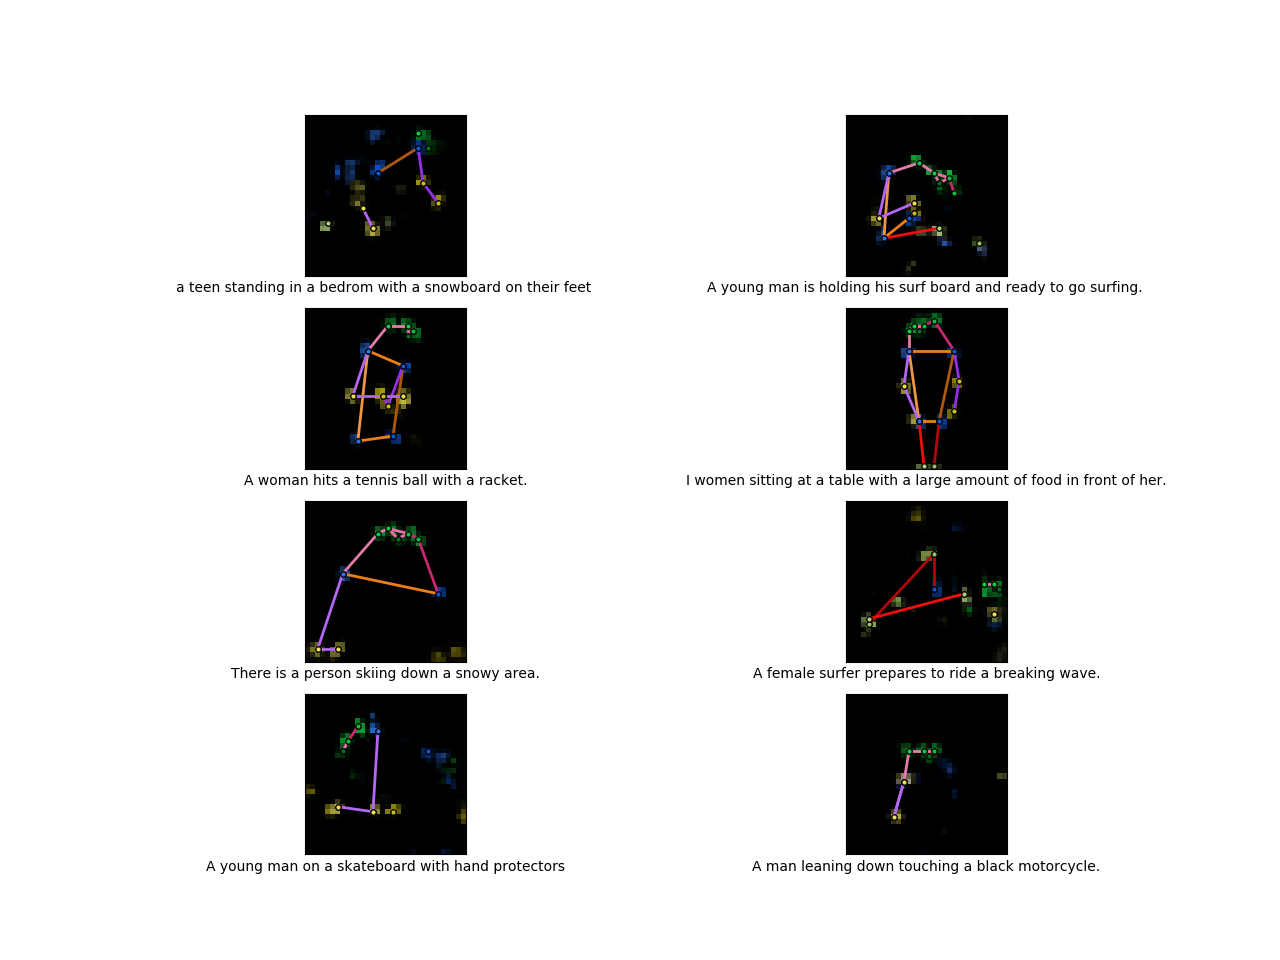 a teen standing in a bedrom with a snowboard on their feet
A young man is holding his surf board and ready to go surfing.
A woman hits a tennis ball with a racket.
I women sitting at a table with a large amount of food in front of her.
There is a person skiing down a snowy area.
A female surfer prepares to ride a breaking wave.
A young man on a skateboard with hand protectors
A man leaning down touching a black motorcycle.